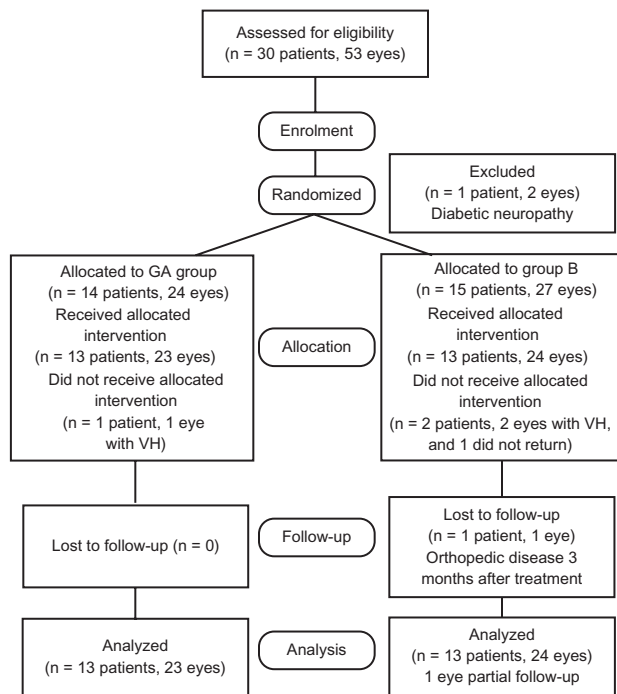 Assessed for eligibility
(n = 30 patients, 53 eyes)
Enrolment
Randomized
Excluded
(n = 1 patient, 2 eyes)
Diabetic neuropathy
Allocated to GA group
(n = 14 patients, 24 eyes)
Received allocated
intervention
(n = 13 patients, 23 eyes)
Did not receive allocated
intervention
(n = 1 patient, 1 eye
with VH)
Allocation
Allocated to group B
(n = 15 patients, 27 eyes)
Received allocated
intervention
(n = 13 patients, 24 eyes)
Did not receive allocated
intervention
(n = 2 patients, 2 eyes with VH,
and 1 did not return)
Lost to follow-up (n = 0)
Follow-up
Lost to follow-up
(n = 1 patient, 1 eye)
Orthopedic disease 3
months after treatment
Analyzed
(n = 13 patients, 23 eyes)
Analysis
Analyzed
(n = 13 patients, 24 eyes)
1 eye partial follow-up